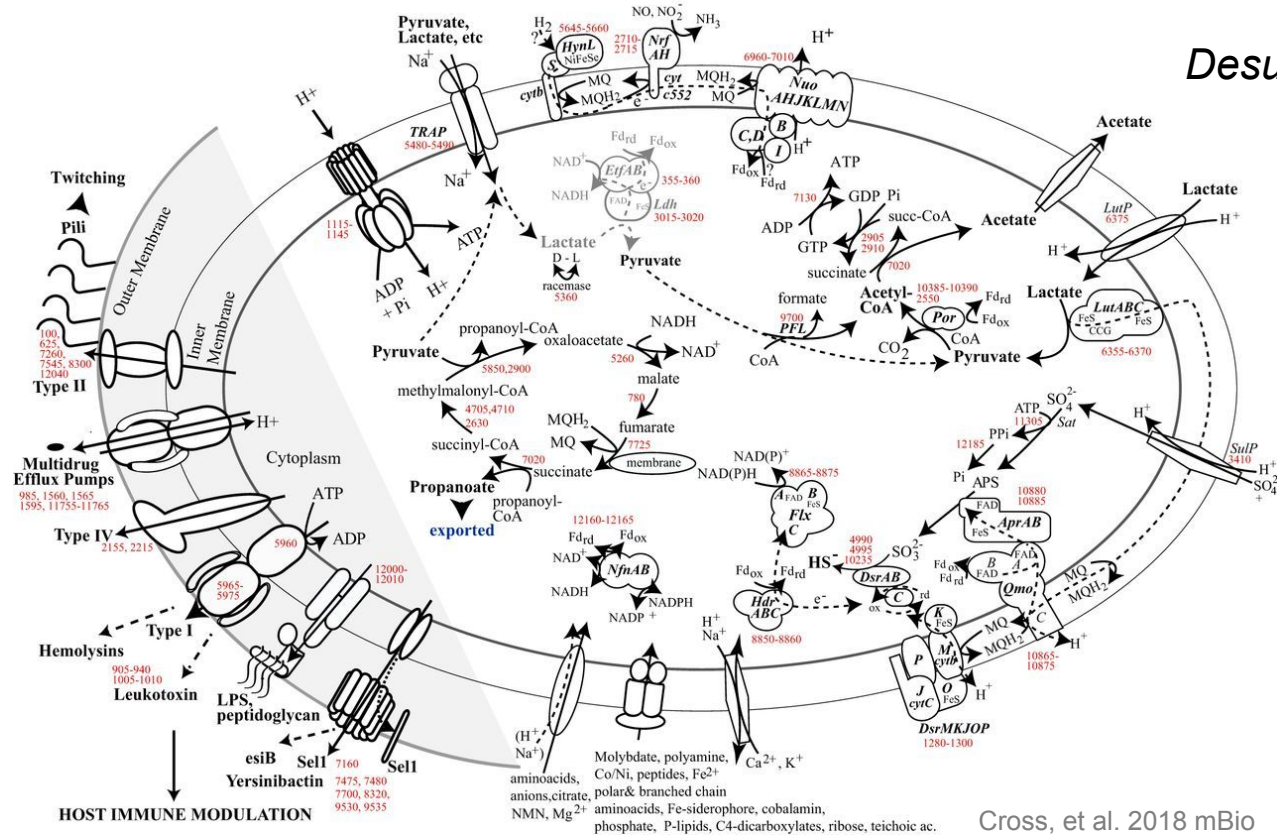 Desu
Pyruvate,
Lactate, etc
Na+
H2
?
5645-5660
HynL
NiFeSe
S
cytb
MQ
MQH2
e-
2710-
2715
NO, NO2-
NH3
Nrf
AH
cyt
c552
MQH2
MQ
6960-7010
H+
Nuo
AHJKLMN
C,D
B
I
H+
Fdox
?
Fdrd
H+
TRAP
5480-5490
Na+
1115-
1145
ATP
ADP
+ Pi
H+
NAD+
NADH
Fdrd
Fdox
EtfAB
e-
355-360
FAD
FeS
Ldh
3015-3020
Lactate
D - L
racemase
5360
Pyruvate
ATP
7130
ADP
GDP
Pi
GTP
2905
2910
succ-CoA
succinate
7020
Acetate
Acetate
Lactate
LutP
6375
H+
H+
Lactate
LutABC
FeS
FeS
CCG
6355-6370
formate
9700
PFL
CoA
Acetyl-
CoA
10385-10390
2550
Por
Fdrd
Fdox
CoA
CO2
Pyruvate
Twitching
Pili
Outer Membrane
Inner
Membrane
100,
625,
7260,
7545, 8300
12040
Type II
H+
Multidrug
Efflux Pumps
985, 1560, 1565
1595, 11755-11765
Cytoplasm
ATP
ADP
Type IV
2155, 2215
5960
5965-
5975
Type I
Hemolysins
905-940
1005-1010
Leukotoxin
12000-
12010
LPS,
peptidoglycan
esiB
Yersinibactin
Sel1
7160
7475, 7480
7700, 8320,
9530, 9535
Sel1
HOST IMMUNE MODULATION
Pyruvate
propanoyl-CoA
5850,2900
oxaloacetate
NADH
NAD+
5260
malate
780
fumarate
methylmalonyl-CoA
4705,4710
2630
succinyl-CoA
7020
MQH2
MQ
7725
membrane
succinate
Propanoate
propanoyl-
CoA
exported
NAD(P)+
NAD(P)H
8865-8875
A
FAD
B
FeS
Flx
C
12160-12165
Fdrd
Fdox
NAD+
NfnAB
NADH
NADPH
NADP +
Fdox
Fdrd
Hdr
ABC
8850-8860
e-
ATP
SO42-
11305
Sat
PPi
12185
Pi
APS
H+
SulP
3410
H+
SO42-
10880
10885
FAD
FeS
AprAB
4990
4995
10235
HS-
SO32-
DsrAB
C
ox
rd
Fdox
Fdrd
B
FAD
FAD
A
Qmo
C
MQ
MQH2
H+
10865-
10875
K
FeS
M
cytb
MQ
MQH2
P
J
cytC
O
FeS
H+
DsrMKJOP
1280-1300
(H+
Na+)
aminoacids,
anions,citrate,
NMN, Mg2+
Molybdate, polyamine,
Co/Ni, peptides, Fe2+
polar& branched chain
aminoacids, Fe-siderophore, cobalamin,
phosphate, P-lipids, C4-dicarboxylates, ribose, teichoic ac.
H+
Na+
Ca2+, K+
Cross, et al. 2018 mBio